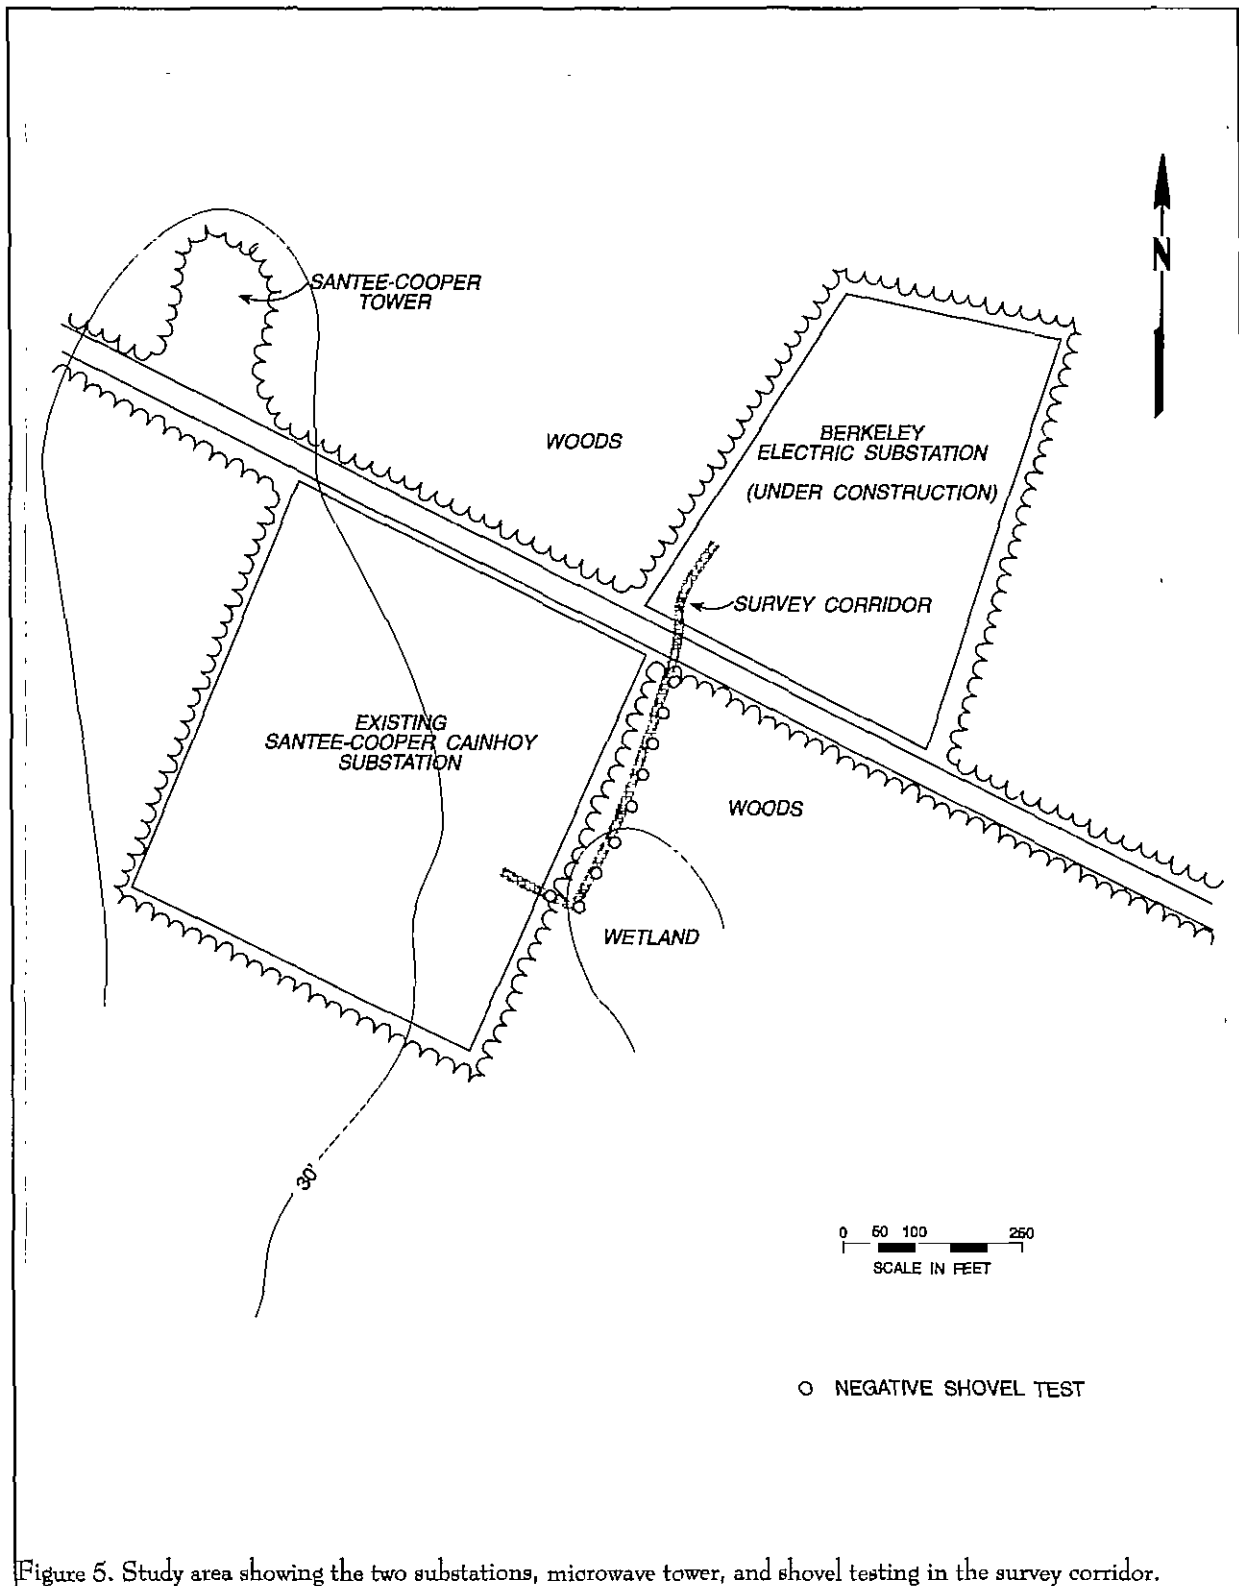 N
SANTEE-COOPER
TOWER
WOODS
BERKELEY
ELECTRIC SUBSTATION
(UNDER CONSTRUCTION)
SURVEY CORRIDOR
EXISTING
SANTEE-COOPER CAINHOY
SUBSTATION
WOODS
WETLAND
30'
0 50 100 250
SCALE IN FEET
NEGATIVE SHOVEL TEST
Figure 5. Study area showing the two substations, microwave tower, and shovel testing in the survey corridor.